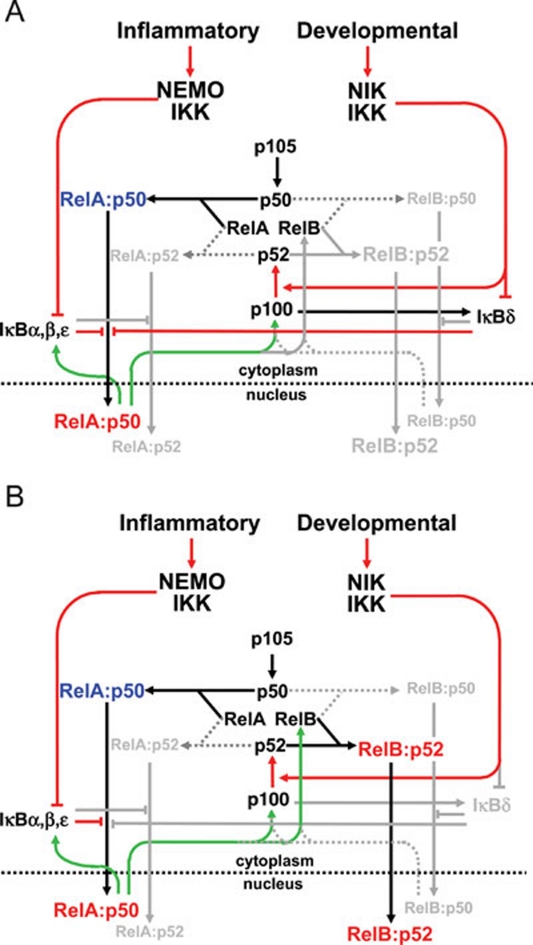 A
Inflammatory Developmental
NEMO NIK
IKK IKK
p105
RelA:p50 p50 RelB:p50
RelA RelB
RelA:p52 p52 RelB:p52
p100 IκBδ
IκBα,β,ε
cytoplasm
nucleus
RelA:p50 RelB:p50
RelA:p52 RelB:p52
B
Inflammatory Developmental
NEMO NIK
IKK IKK
p105
RelA:p50 p50 RelB:p50
RelA RelB
RelA:p52 p52 RelB:p52
p100 IκBδ
IκBα,β,ε
cytoplasm
nucleus
RelA:p50 RelB:p50
RelA:p52 RelB:p52